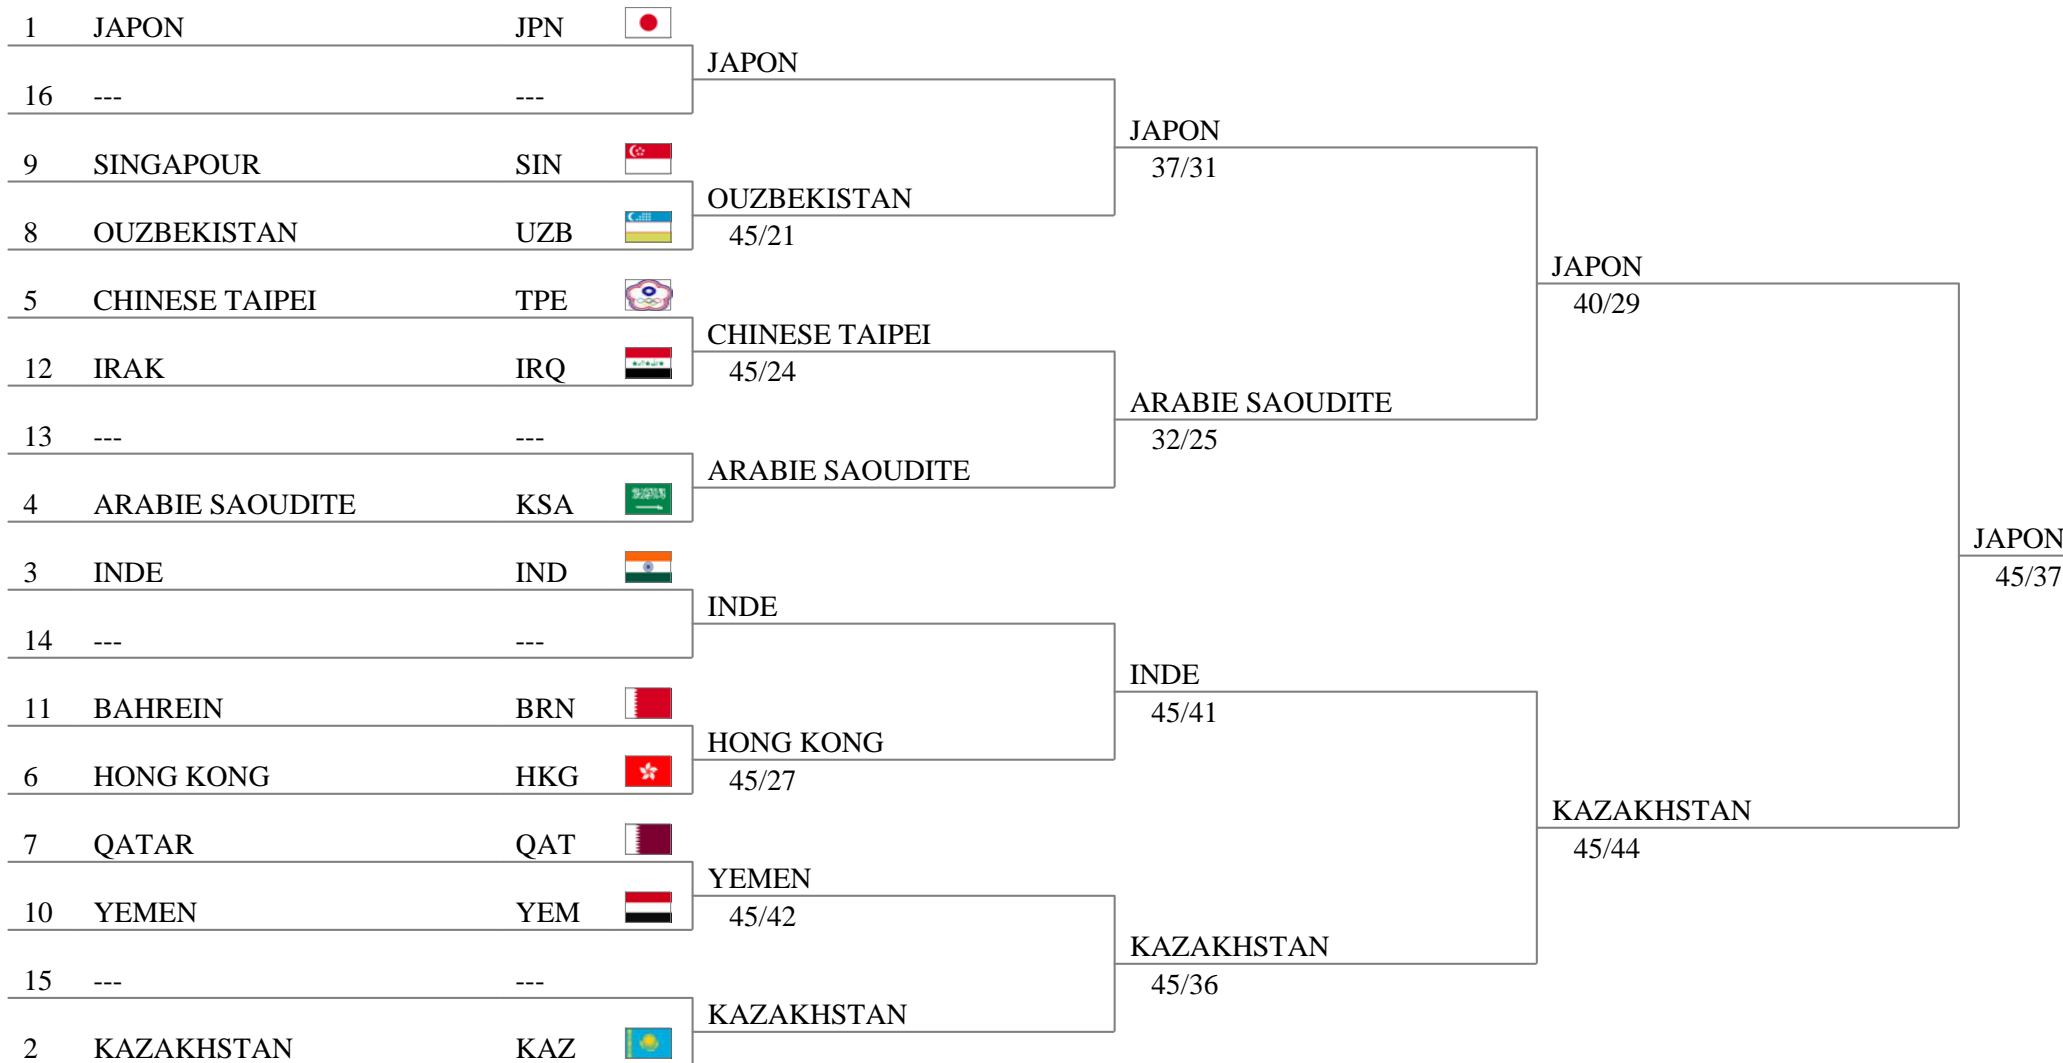 1 JAPON JPN
16 --- ---
9 SINGAPOUR SIN
8 OUZBEKISTAN UZB
5 CHINESE TAIPEI TPE
12 IRAK IRQ
13 --- ---
4 ARABIE SAOUDITE KSA
3 INDE IND
14 --- ---
11 BAHREIN BRN
6 HONG KONG HKG
7 QATAR QAT
10 YEMEN YEM
15 --- ---
2 KAZAKHSTAN KAZ
JAPON
OUZBEKISTAN
45/21
CHINESE TAIPEI
45/24
ARABIE SAOUDITE
INDE
HONG KONG
45/27
YEMEN
45/42
KAZAKHSTAN
JAPON
37/31
ARABIE SAOUDITE
32/25
INDE
45/41
KAZAKHSTAN
45/36
JAPON
40/29
KAZAKHSTAN
45/44
JAPON
45/37